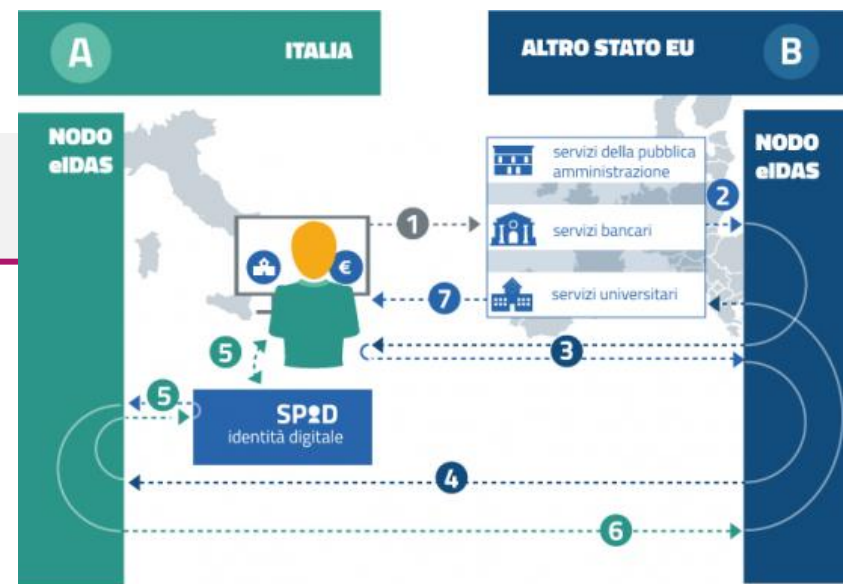 A
ITALIA
ALTRO STATO EU
B
NODO
eIDAS
NODO
eIDAS
servizi della pubblica
amministrazione
2
1
servizi bancari
€
7
servizi universitari
5
3
5
SPID
identità digitale
4
6